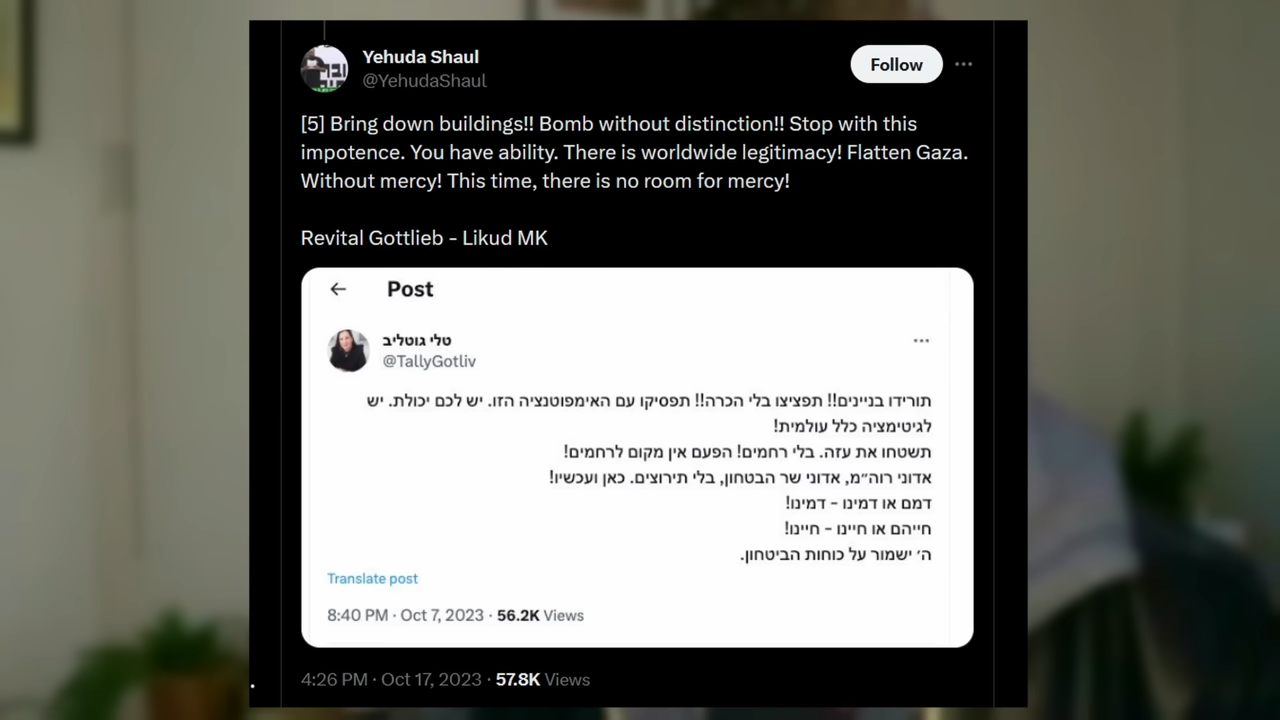 Yehuda Shaul
@YehudaShaul
Follow
[5] Bring down buildings!! Bomb without distinction!! Stop with this
impotence. You have ability. There is worldwide legitimacy! Flatten Gaza.
Without mercy! This time, there is no room for mercy!
Revital Gottlieb - Likud MK
Post
טלי גוטליב
@TallyGotliv
תורידו בניינים!! תפציצו בלי הכרה!! תפסיקו עם האימפוטנציה הזו. יש לכם יכולת. יש
לגיטימציה כלל עולמית!
תשטחו את עזה. בלי רחמים! הפעם אין מקום לרחמים!
אדוני רוה״מ, אדוני שר הבטחון, בלי תירוצים. כאן ועכשיו!
דמם או דמינו - דמינו!
חייהם או חיינו - חיינו!
ה׳ ישמור על כוחות הביטחון.
Translate post
8:40 PM · Oct 7, 2023 · 56.2K Views
4:26 PM · Oct 17, 2023 · 57.8K Views